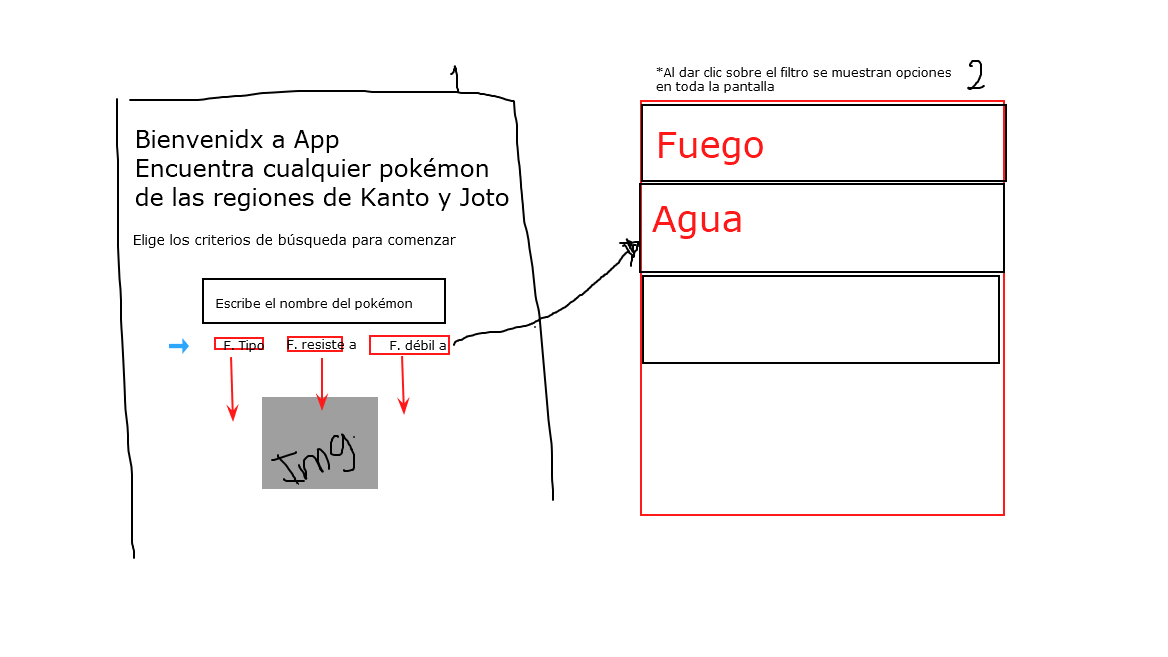 1
Bienvenidx a App
Encuentra cualquier pokémon
de las regiones de Kanto y Joto
Elige los criterios de búsqueda para comenzar
Escribe el nombre del pokémon
F. Tipo F. resiste a F. débil a
Img.
*Al dar clic sobre el filtro se muestran opciones
en toda la pantalla
2
Fuego
Agua